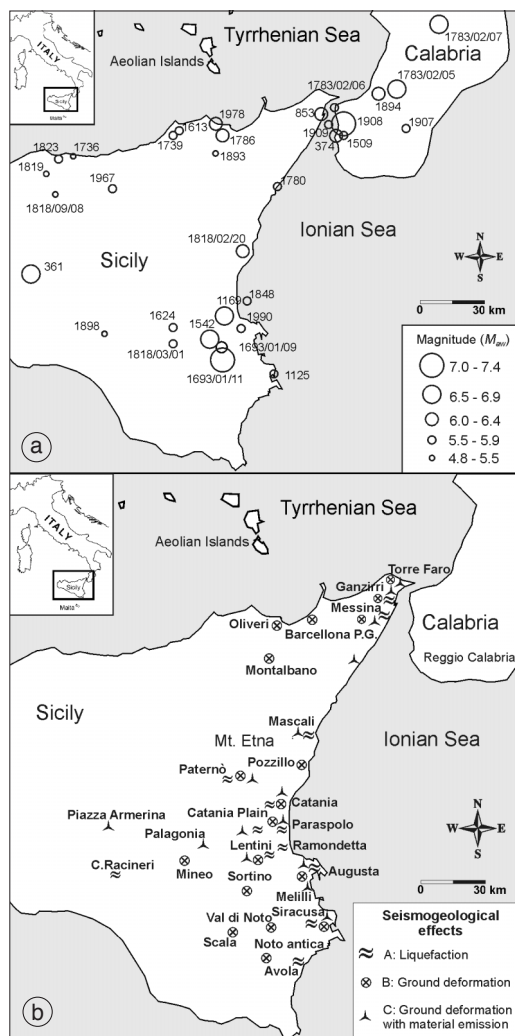 1783/02/07
Tyrrhenian Sea
Calabria
ITALY
Aeolian Islands
Sicily
Malta
1783/02/06
1783/02/05
1978
853
1894
1613
1908
1823
1736
1739
1786
1909
1907
1819
1893
374
1509
1967
1780
1818/09/08
Ionian Sea
1818/02/20
Sicily
361
N
W E
S
1848
1169
1624
1990
0 30 km
1898
1542
1693/01/09
1818/03/01
1693/01/11
1125
Magnitude (Maw)
7.0 - 7.4
6.5 - 6.9
6.0 - 6.4
5.5 - 5.9
4.8 - 5.5
a
Tyrrhenian Sea
ITALY
Aeolian Islands
Sicily
Malta
Torre Faro
Ganzirri
Messina
Oliveri
Barcellona P.G.
Calabria
Montalbano
Reggio Calabria
Sicily
Mascali
Mt. Etna
Ionian Sea
Pozzillo
Paternò
Catania
Catania Plain
Piazza Armerina
Paraspolo
Palagonia
N
W E
S
Lentini
Ramondetta
C.Racineri
Mineo
Augusta
0 30 km
Sortino
Melilli
Siracusa
Val di Noto
Scala
Noto antica
Avola
Seismogeological
effects
A: Liquefaction
B: Ground deformation
C: Ground deformation
with material emission
b